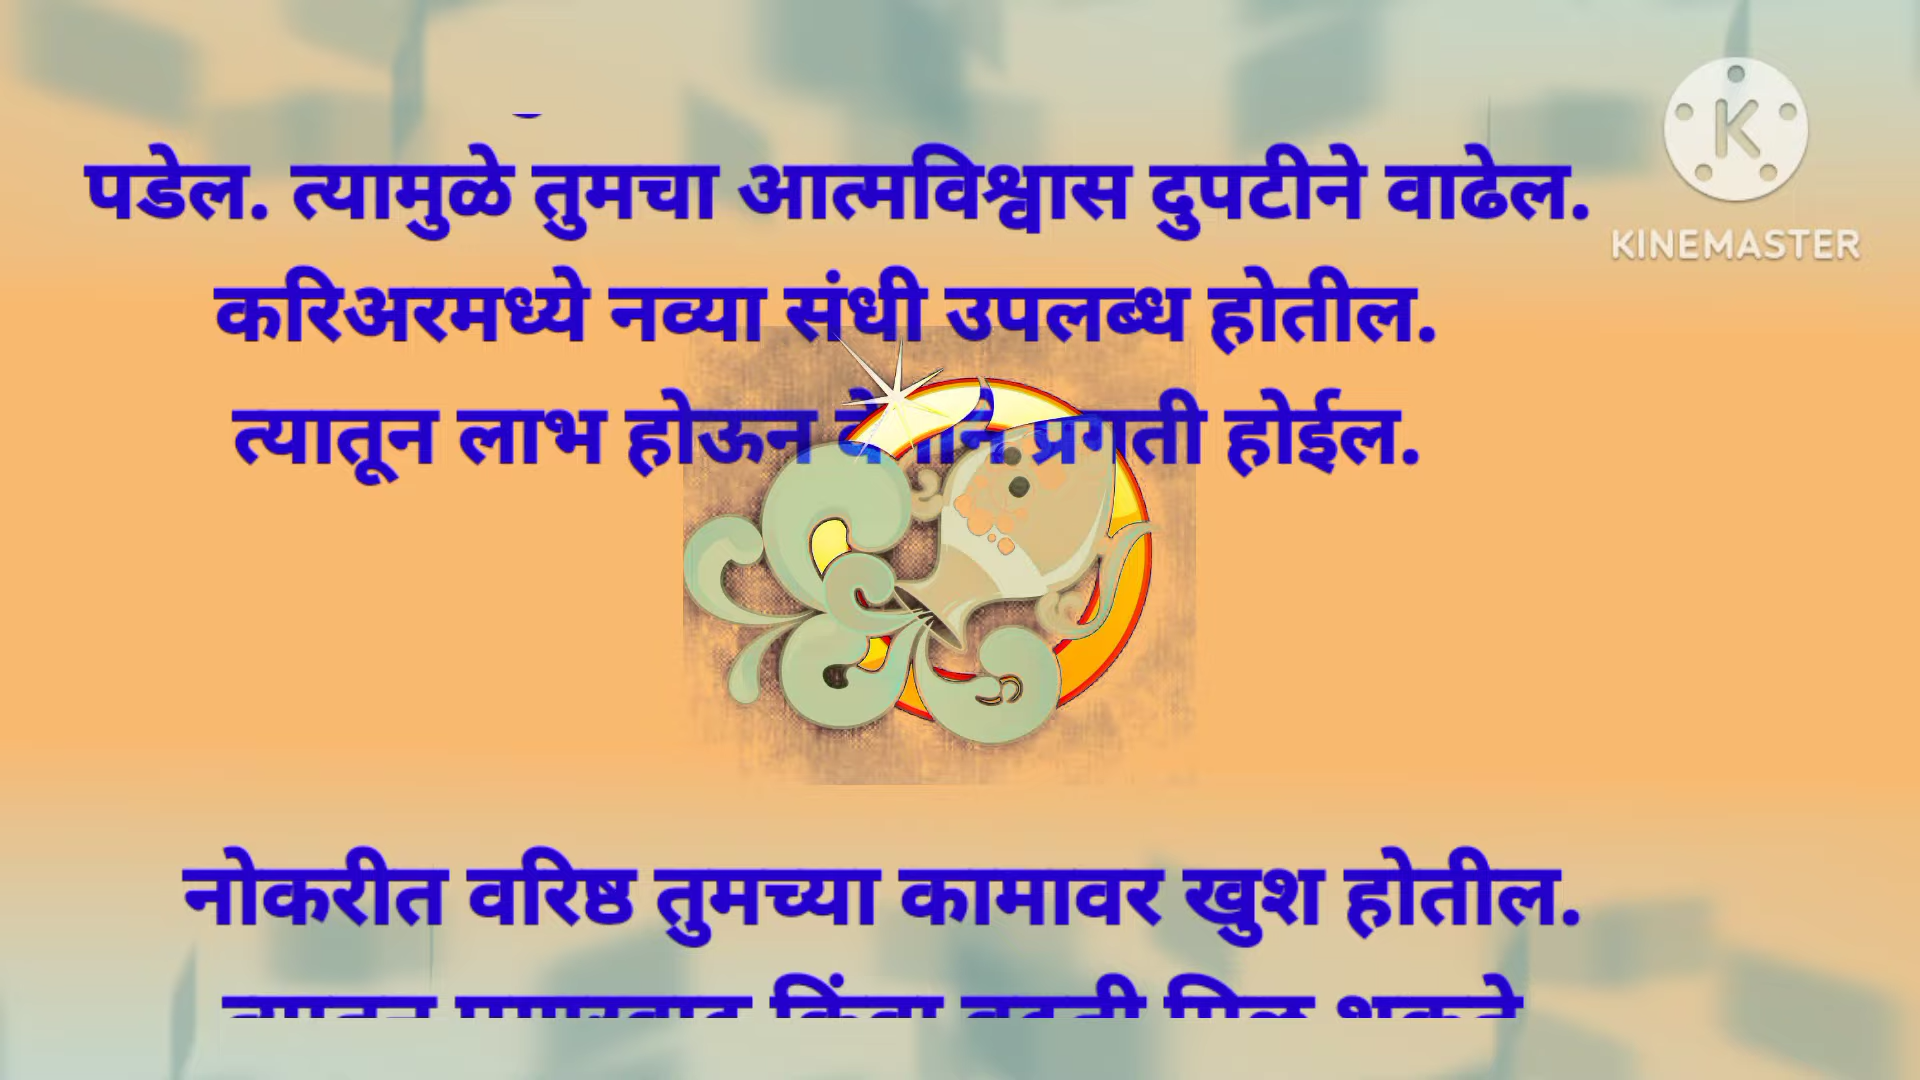 पडेल. त्यामुळे तुमचा आत्मविश्वास दुपटीने वाढेल.
करिअरमध्ये नव्या संधी उपलब्ध होतील.
त्यातून लाभ होऊन वेगाने प्रगती होईल.
नोकरीत वरिष्ठ तुमच्या कामावर खुश होतील.
K
KINEMASTER